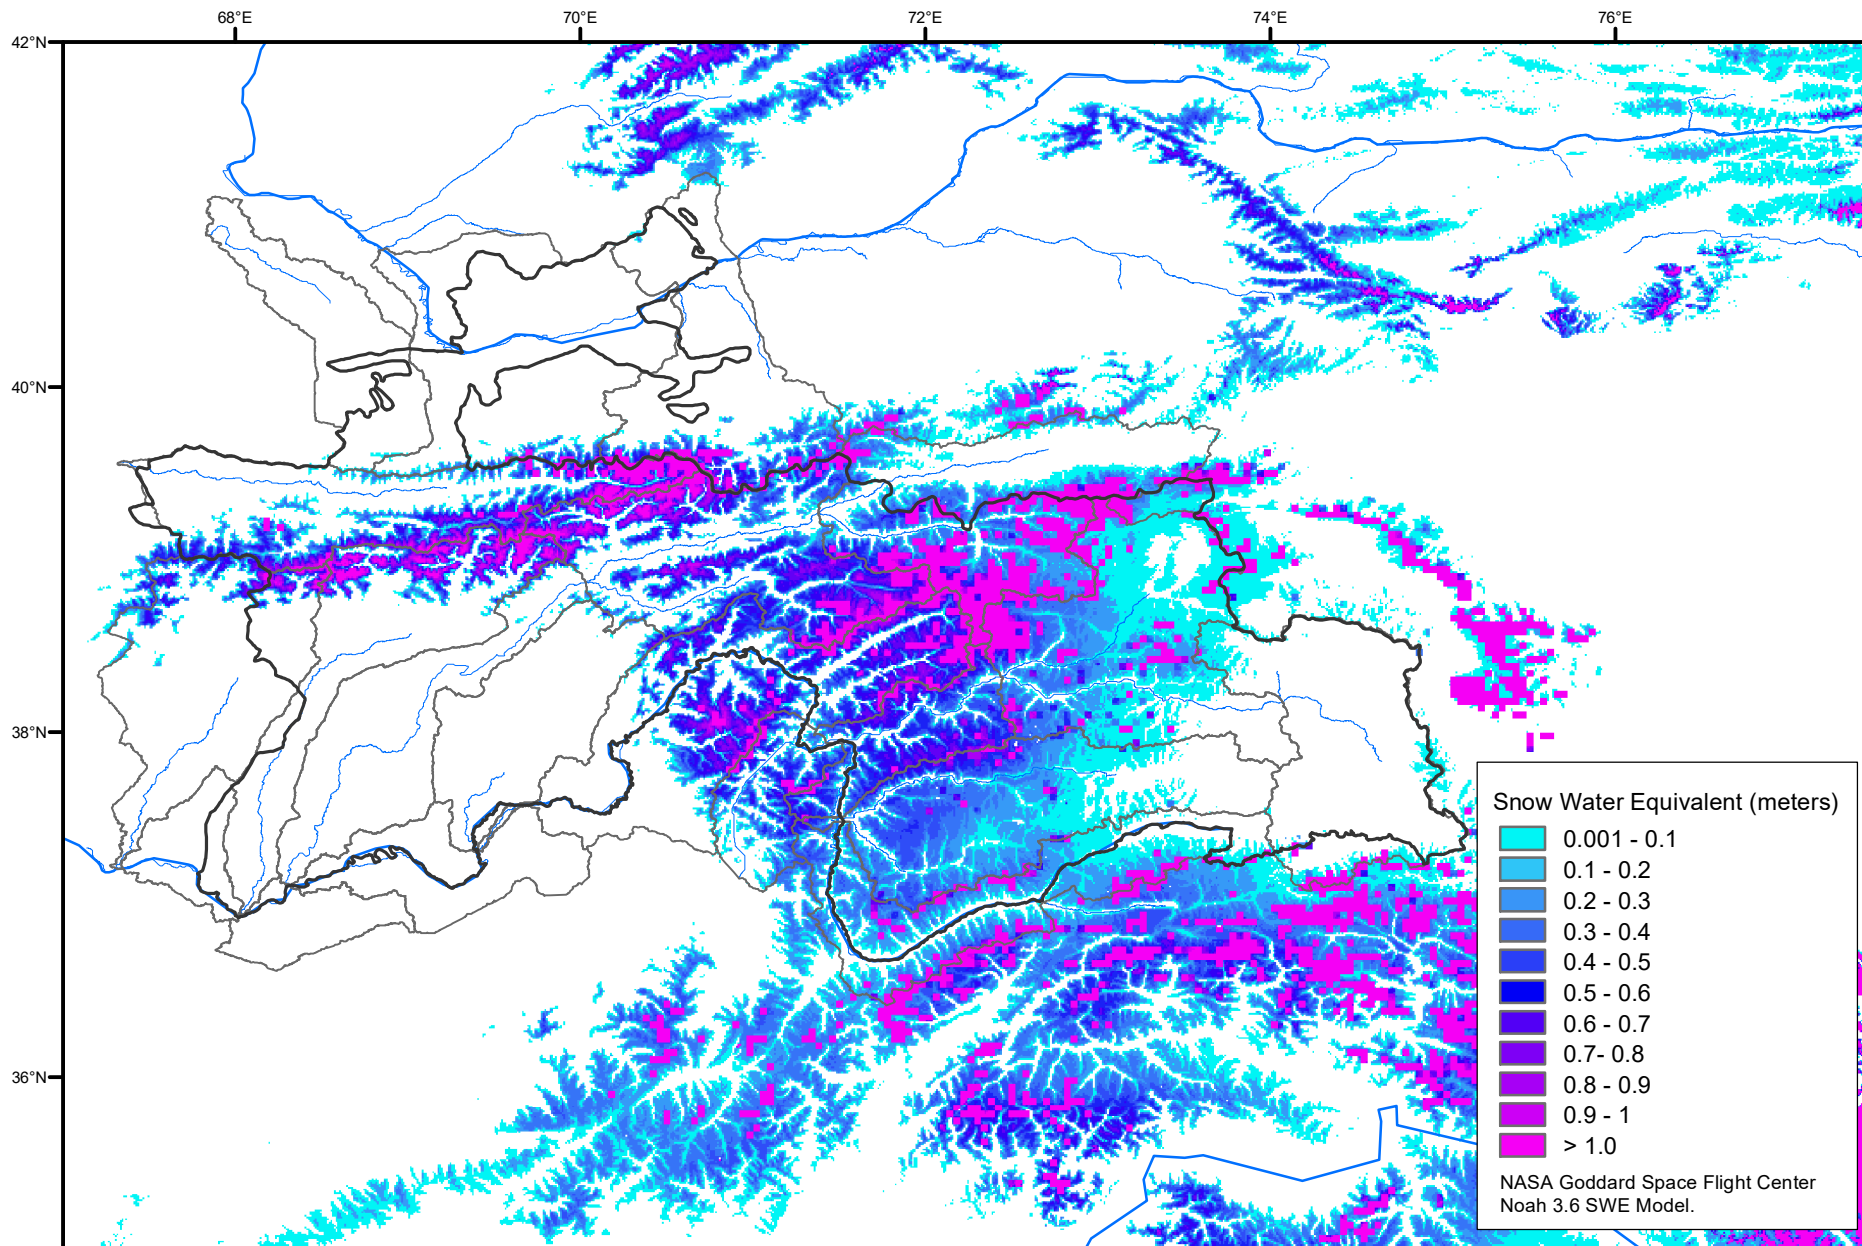 68°E 70°E 72°E 74°E 76°E
42°N
40°N
38°N
36°N
Snow Water Equivalent (meters)
0.001 - 0.1
0.1 - 0.2
0.2 - 0.3
0.3 - 0.4
0.4 - 0.5
0.5 - 0.6
0.6 - 0.7
0.7- 0.8
0.8 - 0.9
0.9 - 1
> 1.0
NASA Goddard Space Flight Center
Noah 3.6 SWE Model.